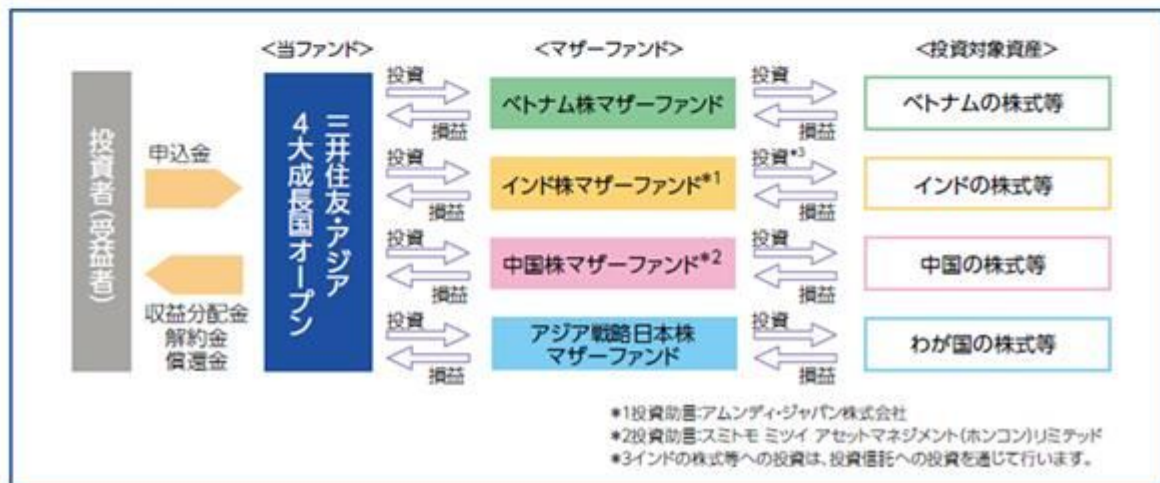 <当ファンド>
<マザーファンド>
<投資対象資産>
投資者(受益者)
申込金
収益分配金
解約金
償還金
三井住友・アジア
4大成長国オープン
投資
損益
ベトナム株マザーファンド
投資
損益
ベトナムの株式等
投資
損益
インド株マザーファンド*1
投資*3
損益
インドの株式等
投資
損益
中国株マザーファンド*2
投資
損益
中国の株式等
投資
損益
アジア戦略日本株
マザーファンド
投資
損益
わが国の株式等
*1投資助言:アムンディ・ジャパン株式会社
*2投資助言:スミトモ ミツイ アセットマネジメント(ホンコン)リミテッド
*3インドの株式等への投資は、投資信託への投資を通じて行います。